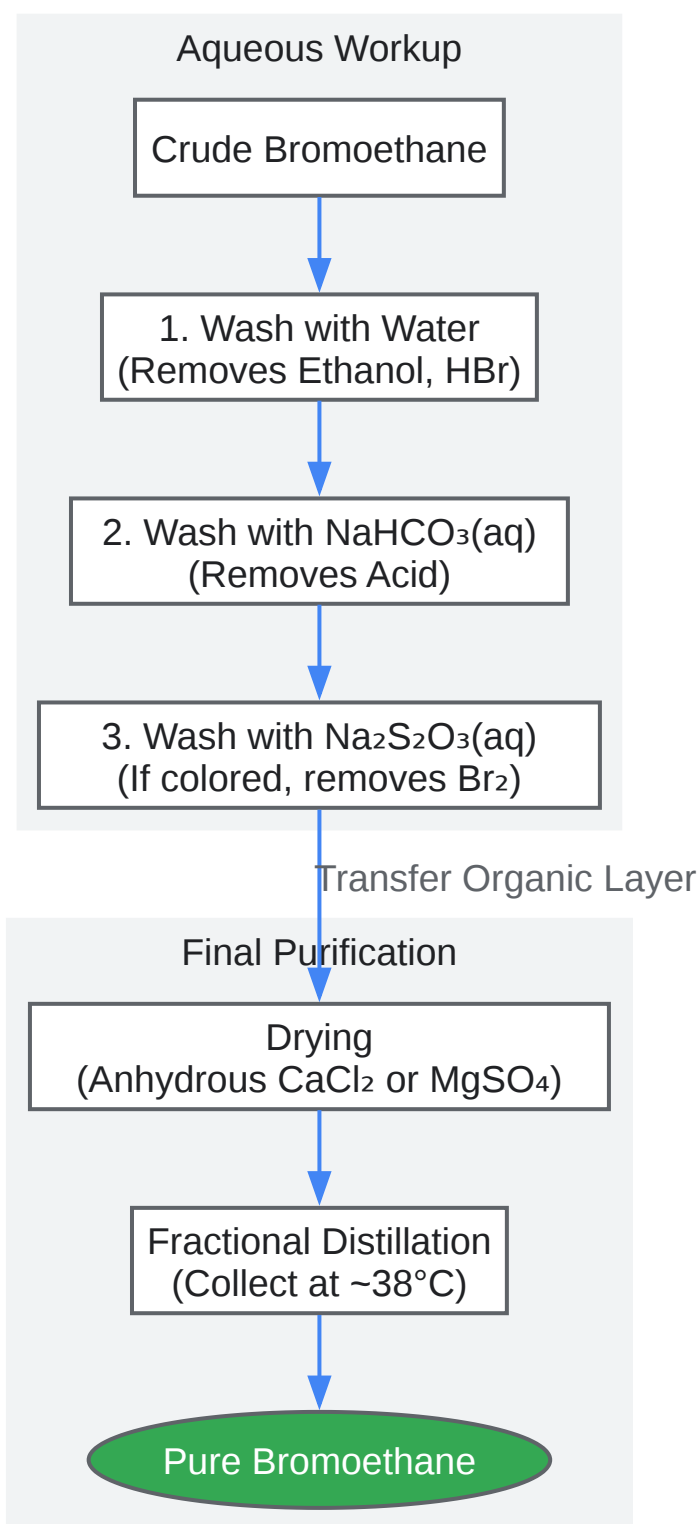 Aqueous Workup
Crude Bromoethane
1. Wash with Water
(Removes Ethanol, HBr)
2. Wash with NaHCO₃(aq)
(Removes Acid)
3. Wash with Na₂S₂O₃(aq)
(If colored, removes Br₂)
Transfer Organic Layer
Final Purification
Drying
(Anhydrous CaCl₂ or MgSO₄)
Fractional Distillation
(Collect at ~38°C)
Pure Bromoethane